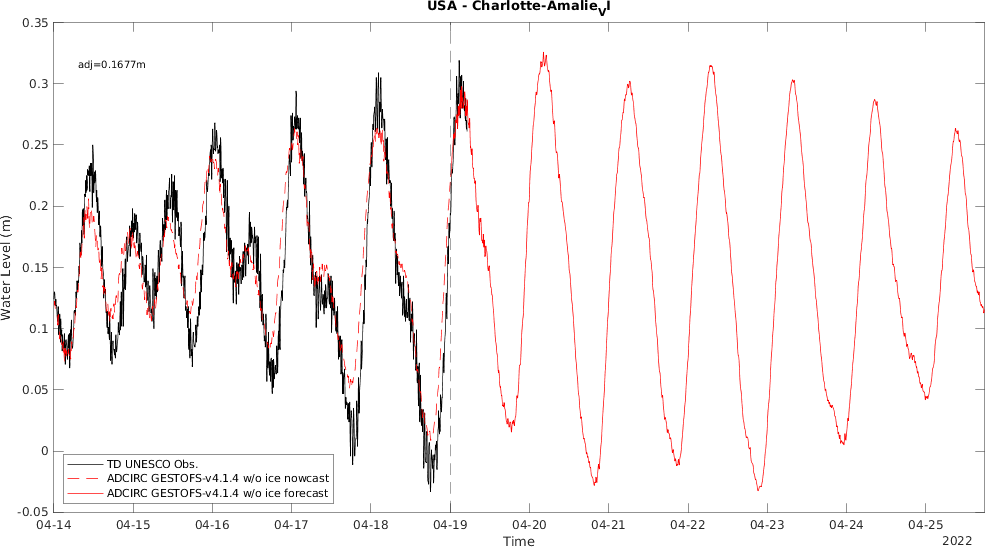 USA - Charlotte-Amalie_VI
0.35
adj=0.1677m
0.3
0.25
0.2
0.15
0.1
0.05
0
-0.05
Water Level (m)
TD UNESCO Obs.
ADCIRC GESTOFS-v4.1.4 w/o ice nowcast
ADCIRC GESTOFS-v4.1.4 w/o ice forecast
04-14 04-15 04-16 04-17 04-18 04-19 04-20 04-21 04-22 04-23 04-24 04-25
Time
2022